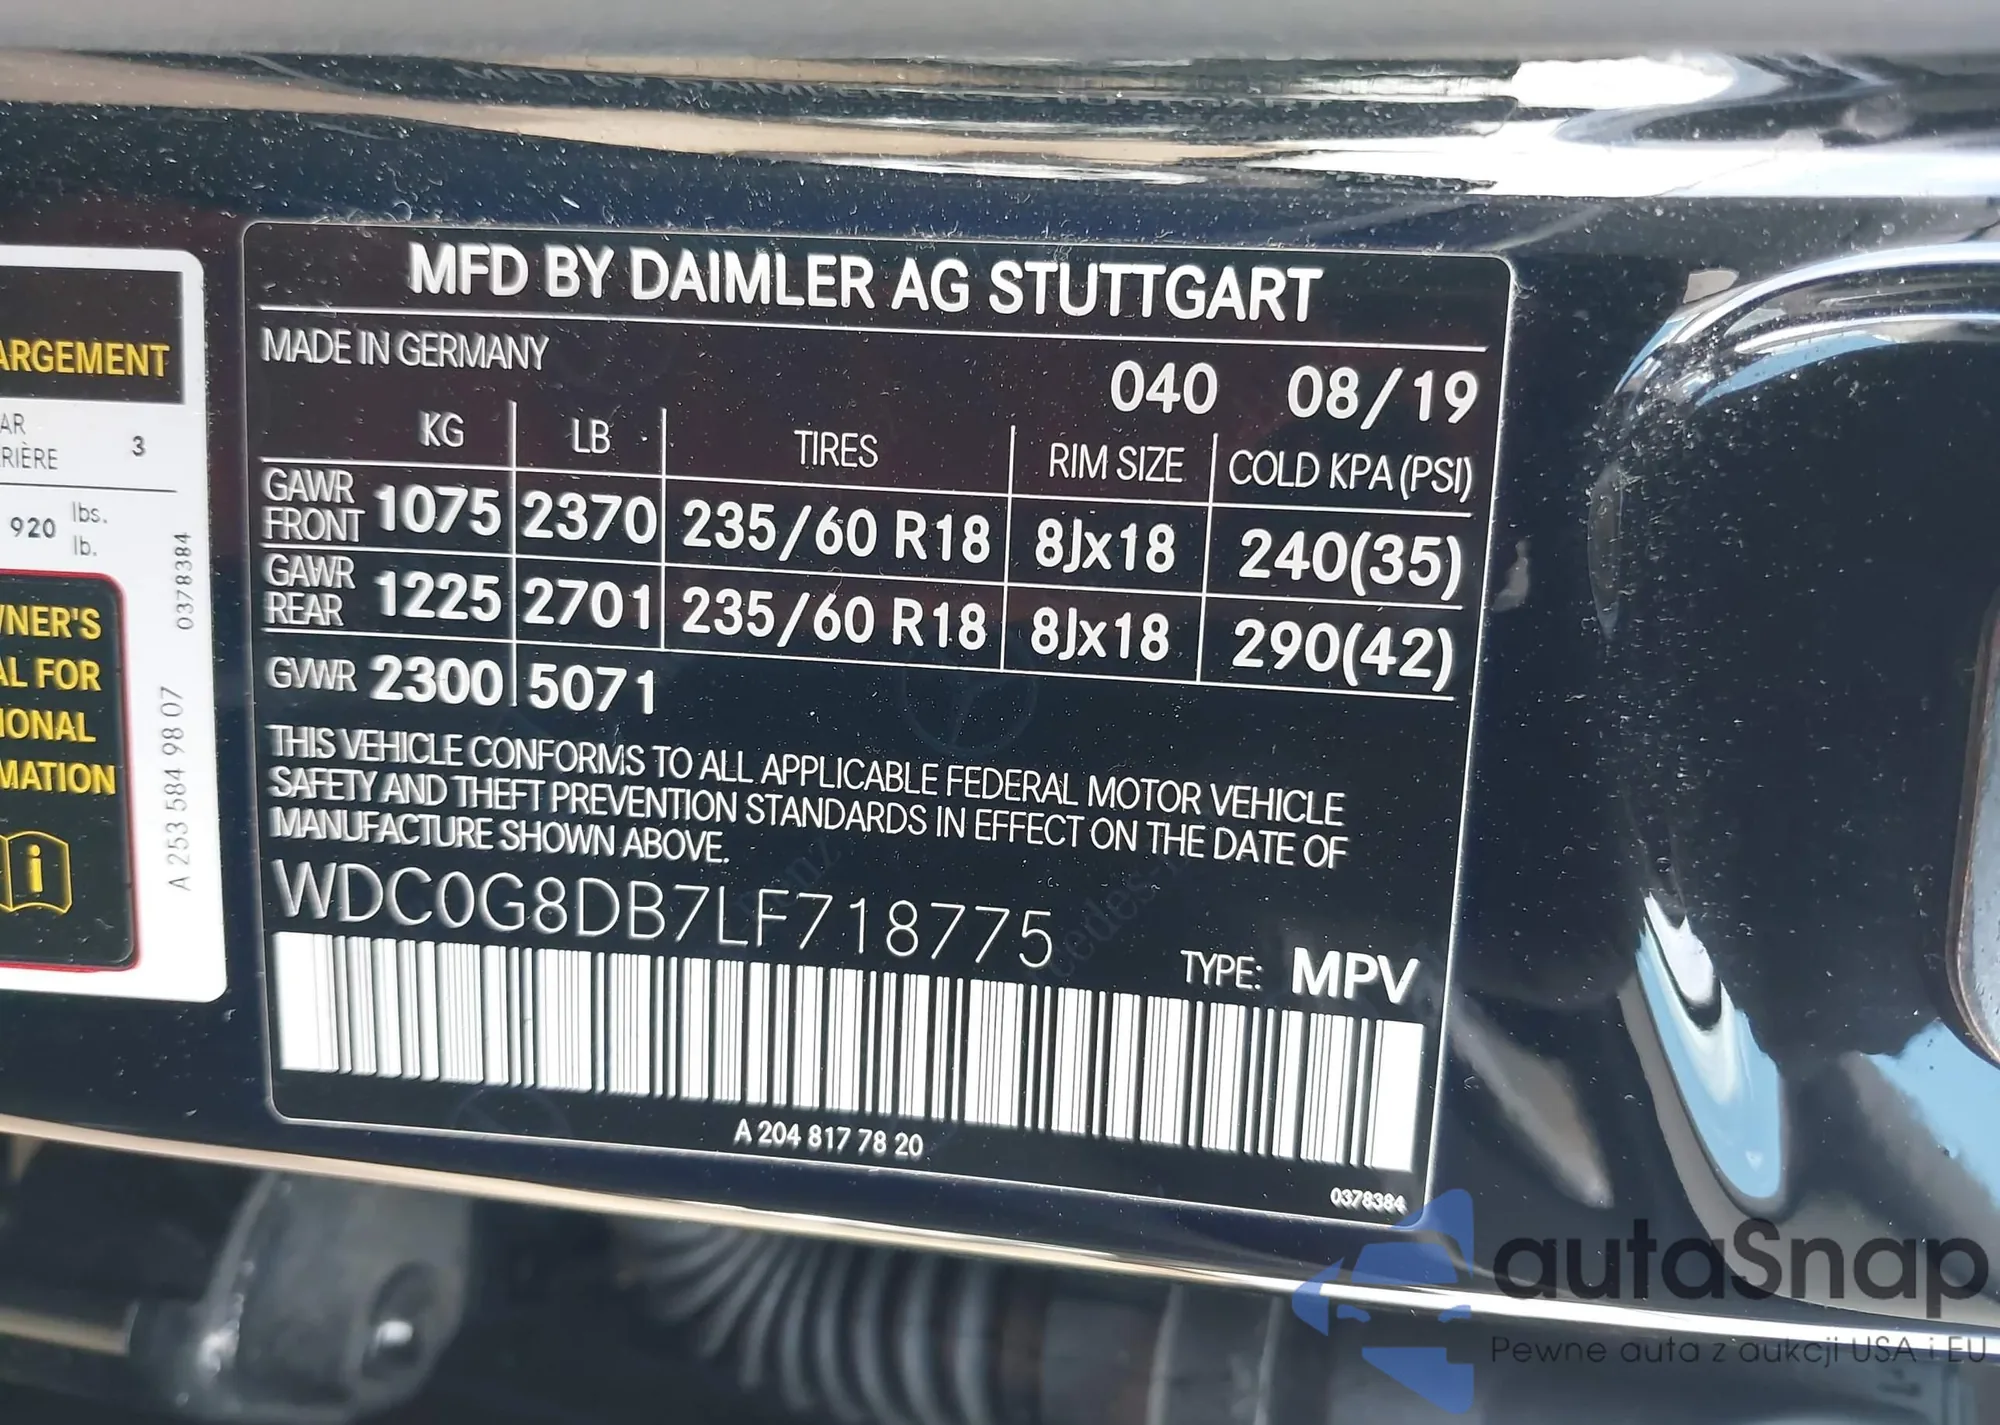 ARGEMENT
AR
RIÈRE
3
920 lbs.
lb.
0378384
NER'S
AL FOR
IONAL
MATION
A 253 584 98 07
MFD BY DAIMLER AG STUTTGART
MADE IN GERMANY
040 08/19
KG LB TIRES RIM SIZE COLD KPA (PSI)
GAWR FRONT 1075 2370 235/60 R18 8Jx18 240(35)
GAWR REAR 1225 2701 235/60 R18 8Jx18 290(42)
GVWR 2300 5071
THIS VEHICLE CONFORMS TO ALL APPLICABLE FEDERAL MOTOR VEHICLE
SAFETY AND THEFT PREVENTION STANDARDS IN EFFECT ON THE DATE OF
MANUFACTURE SHOWN ABOVE.
WDC0G8DB7LF718775
TYPE: MPV
A 204 817 78 20
0378384
autaSnap
Pewne auta z aukcji USA i EU